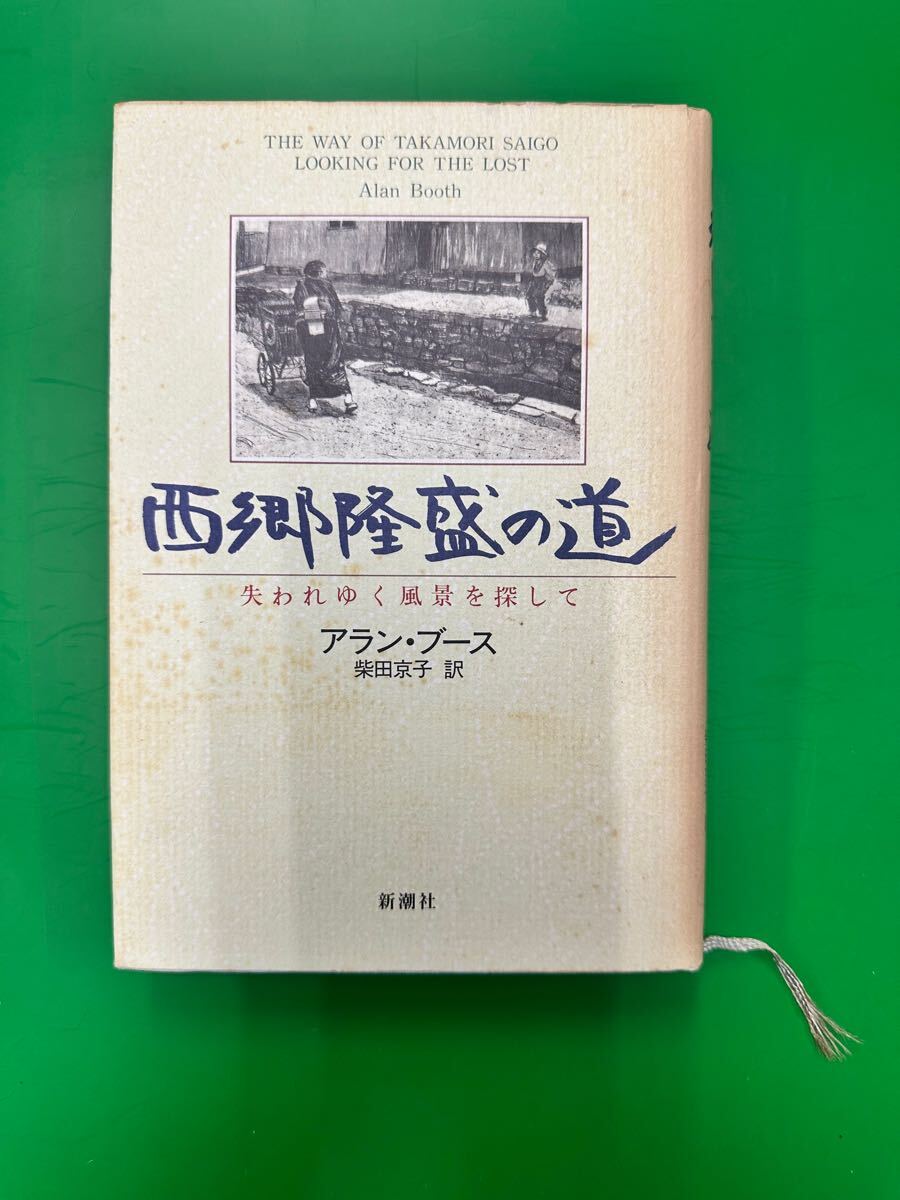 THE WAY OF TAKAMORI SAIGO
LOOKING FOR THE LOST
Alan Booth
西郷隆盛の道
失われゆく風景を探して
アラン・ブース
柴田京子 訳
新潮社